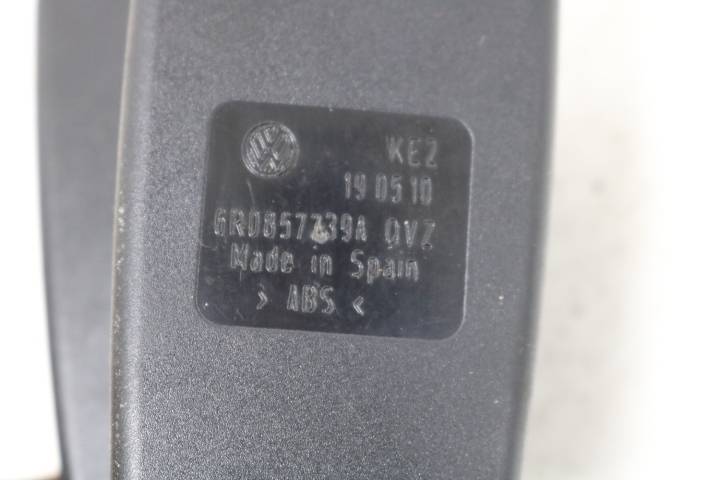 KEZ
19 05 10
6R0857739A QVZ
Made in Spain
> ABS <